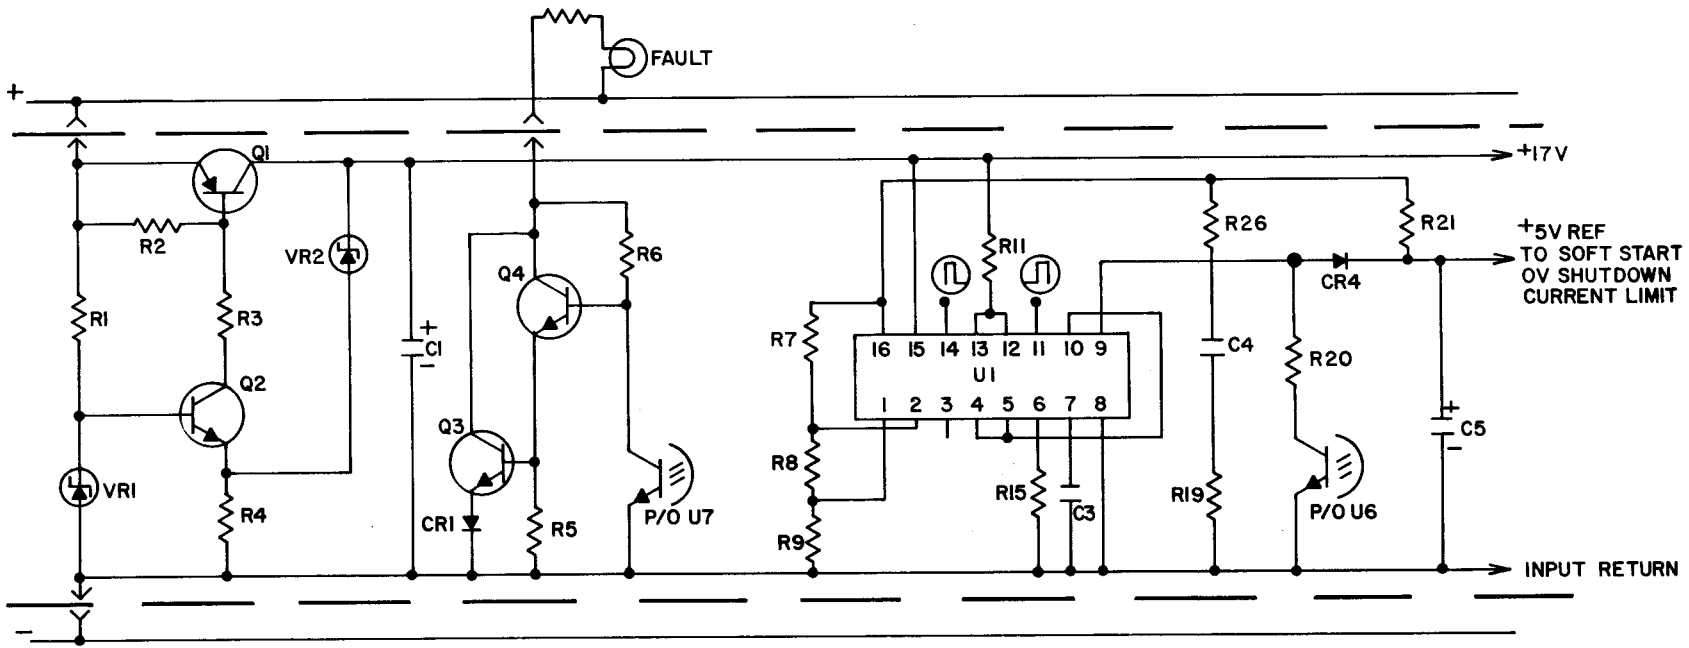 FAULT
+
Q1
+17V
R2
VR2
R6
R11
R26
R21
+5V REF
TO SOFT START
OV SHUTDOWN
CURRENT LIMIT
Q4
CR4
R1
R3
+
C1
-
R7
16 15 14 13 12 11 10 9
U1
1 2 3 4 5 6 7 8
C4
R20
Q2
Q3
R8
+
C5
-
VR1
R4
CR1
R5
P/O U7
R15
C3
R19
P/O U6
R9
INPUT RETURN
-